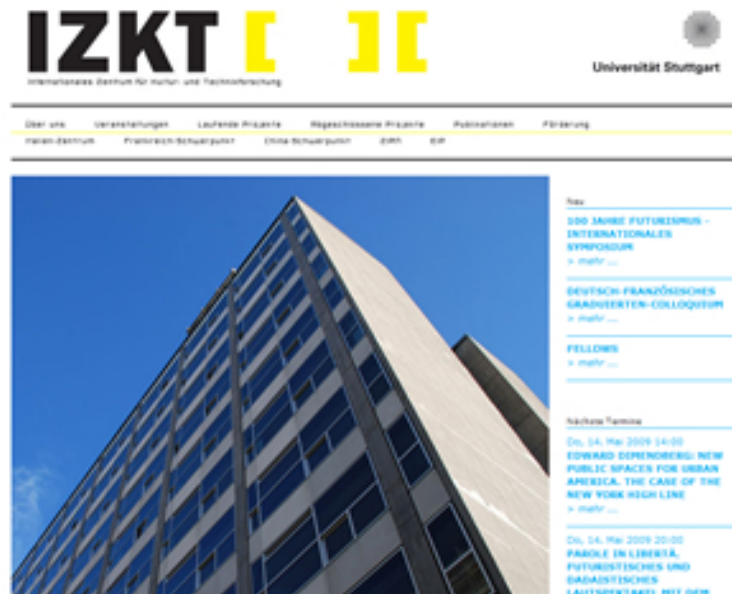 IZKT [ ] [
Internationales Zentrum für Kultur- und Technikforschung
Universität Stuttgart
Über uns Veranstaltungen Laufende Projekte Abgeschlossene Projekte Publikationen Förderung
Italien-Zentrum Frankreich-Schwerpunkt China-Schwerpunkt
Neu
100 JAHRE FUTURISMUS -
INTERNATIONALES
SYMPOSIUM
> mehr ...
DEUTSCH-FRANZÖSISCHES
GRADUIERTEN-COLLOQUIUM
> mehr ...
FELLOWS
> mehr ...
Nächste Termine
Do, 14. Mai 2009 14:00
EDWARD DIMENDBERG: NEW
PUBLIC SPACES FOR URBAN
AMERICA. THE CASE OF THE
NEW YORK HIGH LINE
> mehr ...
Do, 14. Mai 2009 20:00
PAROLE IN LIBERTÀ.
FUTURISTISCHES UND
DADAISTISCHES
LAUTSPEKTAKEL MIT DEM